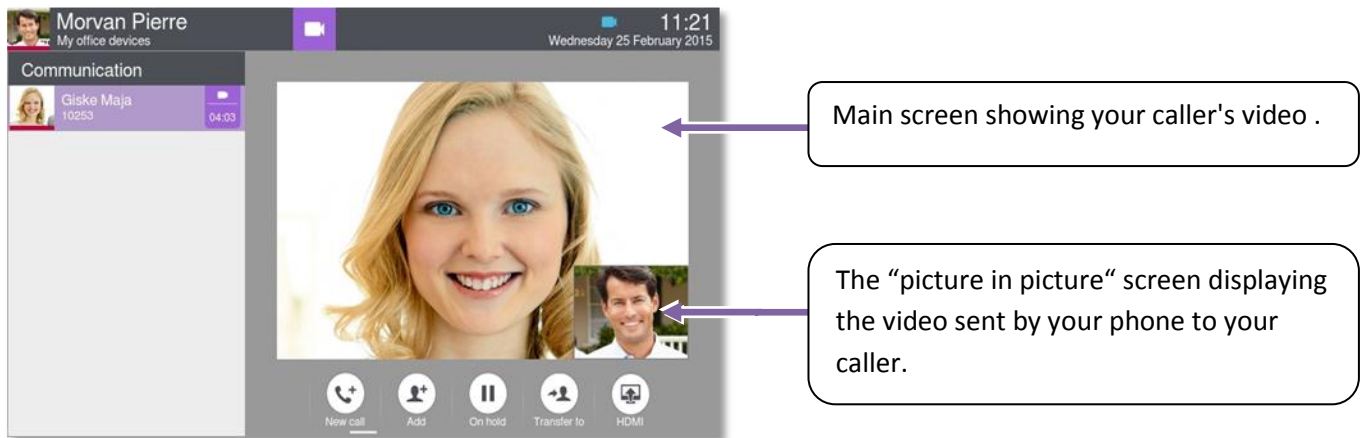 Morvan Pierre
My office devices
11:21
Wednesday 25 February 2015
Communication
Giske Maja
10253
04:03
New call
Add
On hold
Transfer to
HDMI
Main screen showing your caller's video .
The “picture in picture“ screen displaying
the video sent by your phone to your
caller.